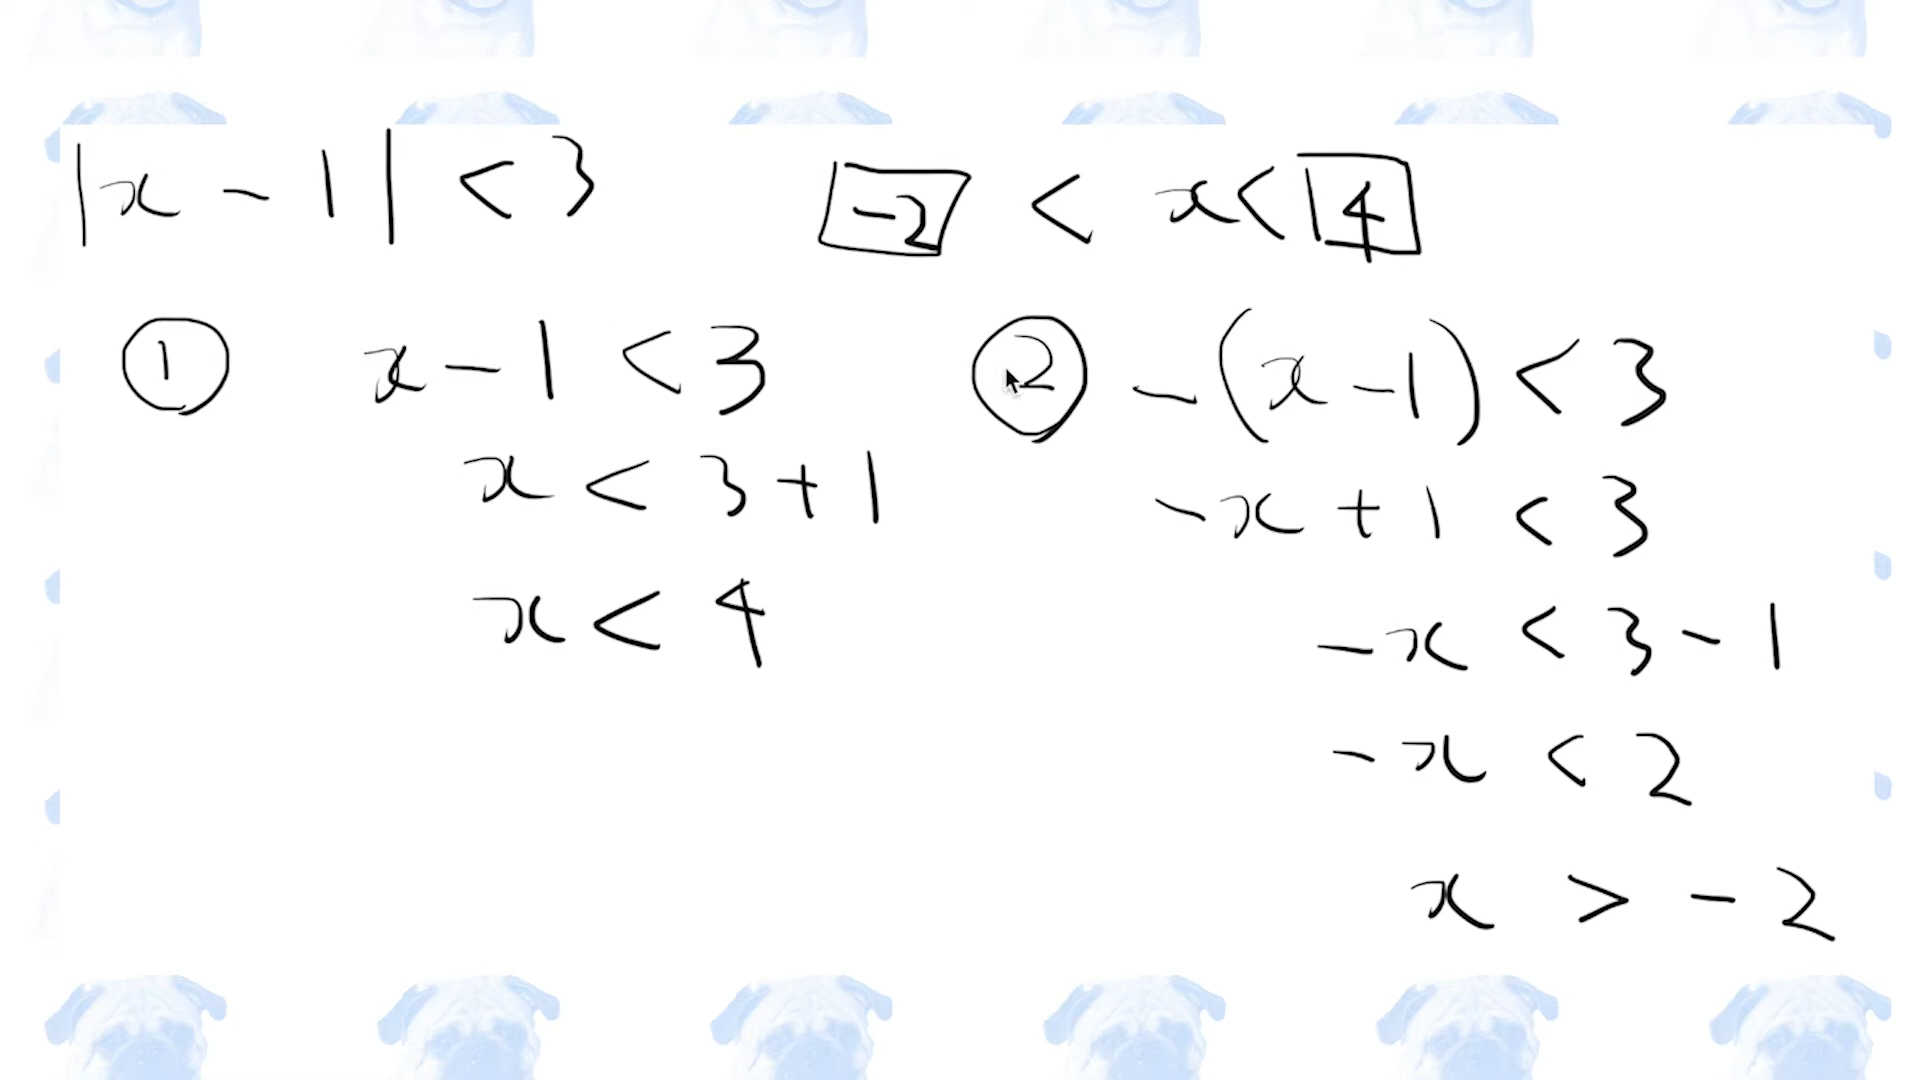 |x - 1| < 3
-2 < x < 4
① x - 1 < 3
x < 3 + 1
x < 4
② -(x - 1) < 3
-x + 1 < 3
-x < 3 - 1
-x < 2
x > -2